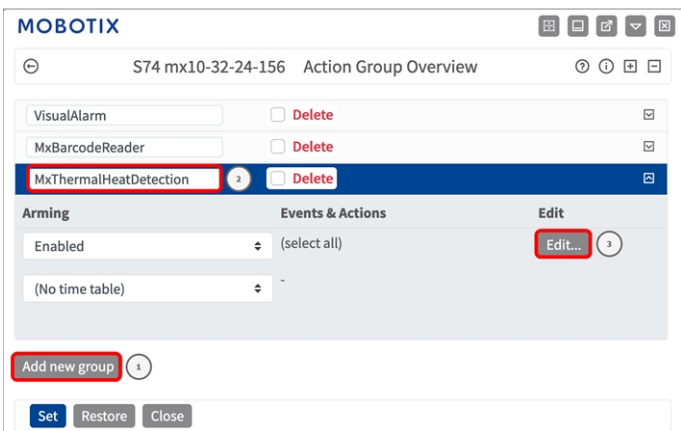 MOBOTIX
S74 mx10-32-24-156 Action Group Overview
VisualAlarm Delete
MxBarcodeReader Delete
MxThermalHeatDetection 2 Delete
Arming Events & Actions Edit
Enabled (select all) Edit... 3
(No time table) -
Add new group 1
Set Restore Close